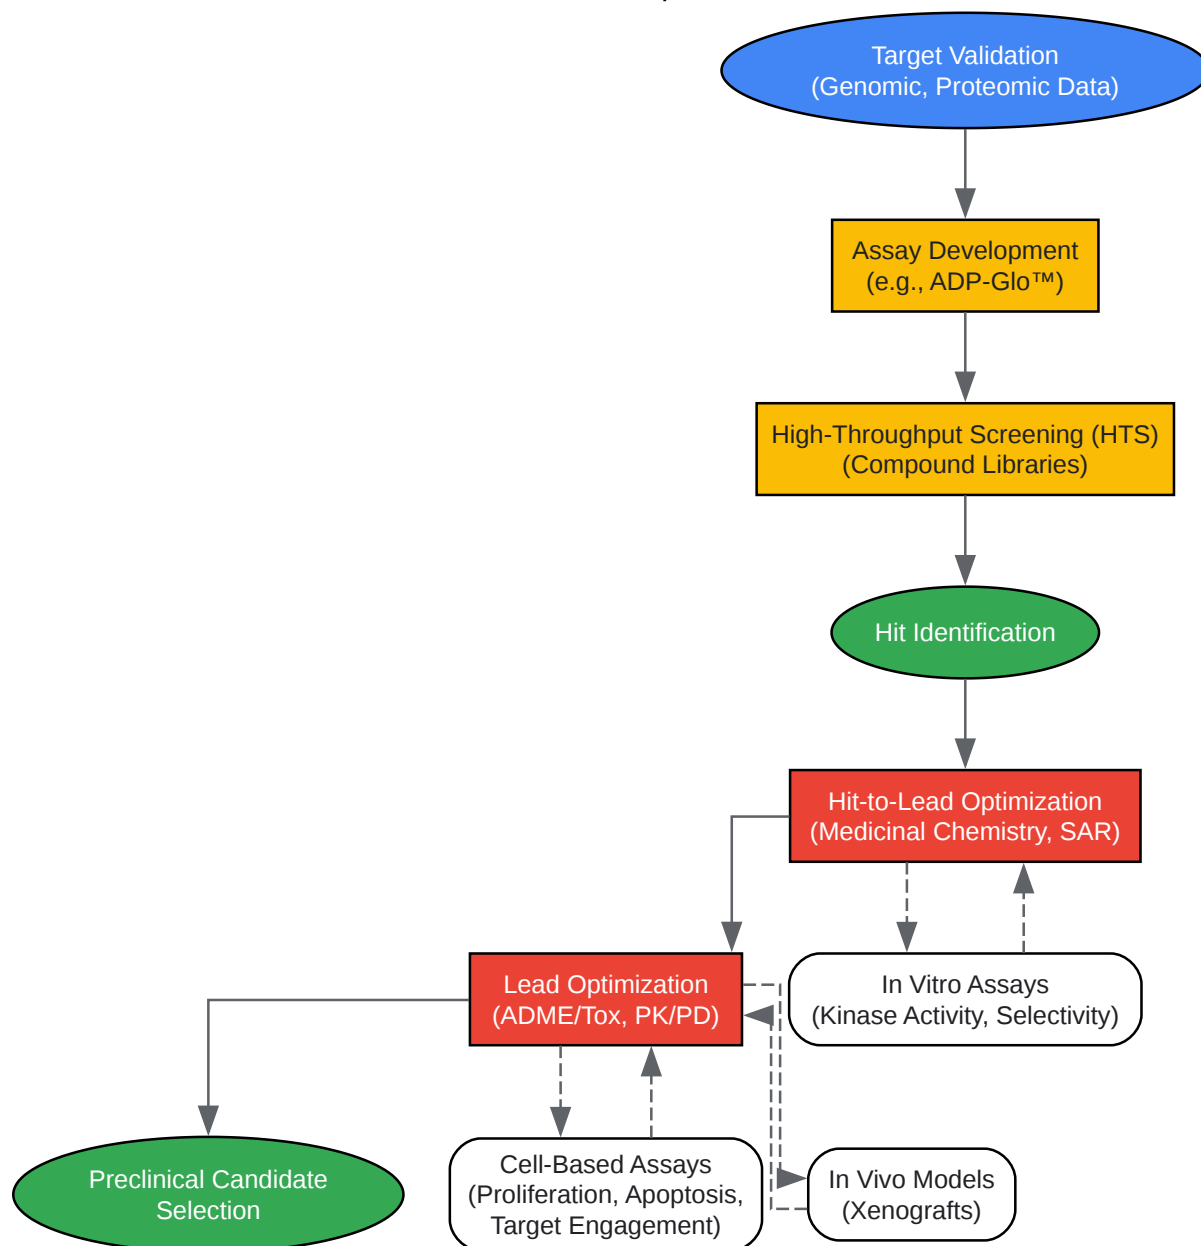 Target Validation
(Genomic, Proteomic Data)
Assay Development
(e.g., ADP-Glo™)
High-Throughput Screening (HTS)
(Compound Libraries)
Hit Identification
Hit-to-Lead Optimization
(Medicinal Chemistry, SAR)
Lead Optimization
(ADME/Tox, PK/PD)
In Vitro Assays
(Kinase Activity, Selectivity)
Preclinical Candidate
Selection
Cell-Based Assays
(Proliferation, Apoptosis,
Target Engagement)
In Vivo Models
(Xenografts)